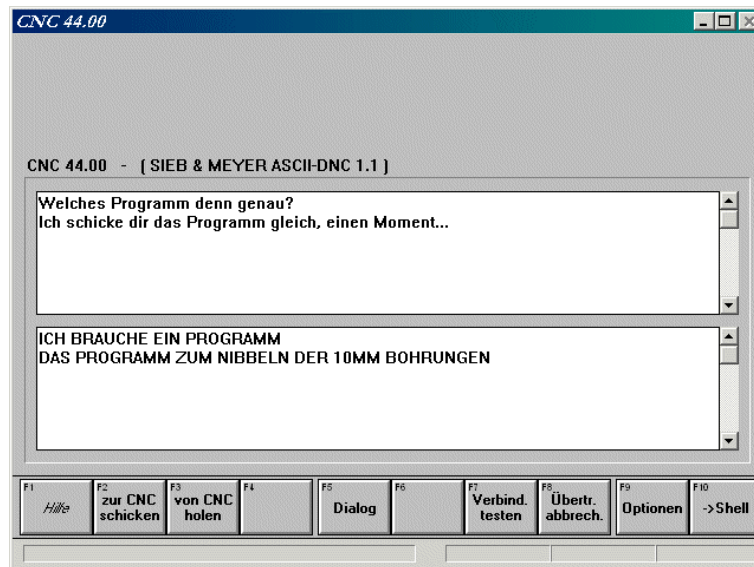 CNC 44.00
CNC 44.00 - ( SIEB & MEYER ASCII-DNC 1.1 )
Welches Programm denn genau?
Ich schicke dir das Programm gleich, einen Moment...
ICH BRAUCHE EIN PROGRAMM
DAS PROGRAMM ZUM NIBBELN DER 10MM BOHRUNGEN
F1 Hilfe
F2 zur CNC
schicken
F3 von CNC
holen
F4
F5 Dialog
F6
F7 Verbind.
testen
F8 Übertr.
abbrech.
F9 Optionen
F10 ->Shell